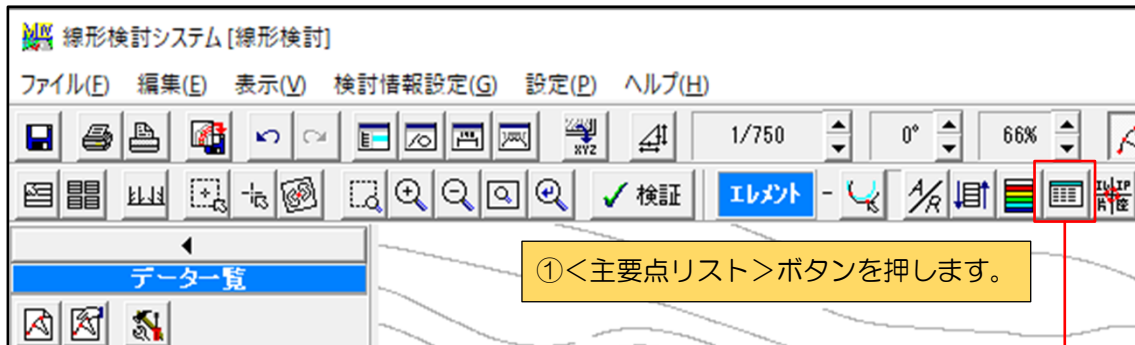 線形検討システム [線形検討]
ファイル(F) 編集(E) 表示(V) 検討情報設定(G) 設定(P) ヘルプ(H)
XYZ 1/750 0° 66%
検証 エレメント - A/R IP
①<主要点リスト>ボタンを押します。
データ一覧